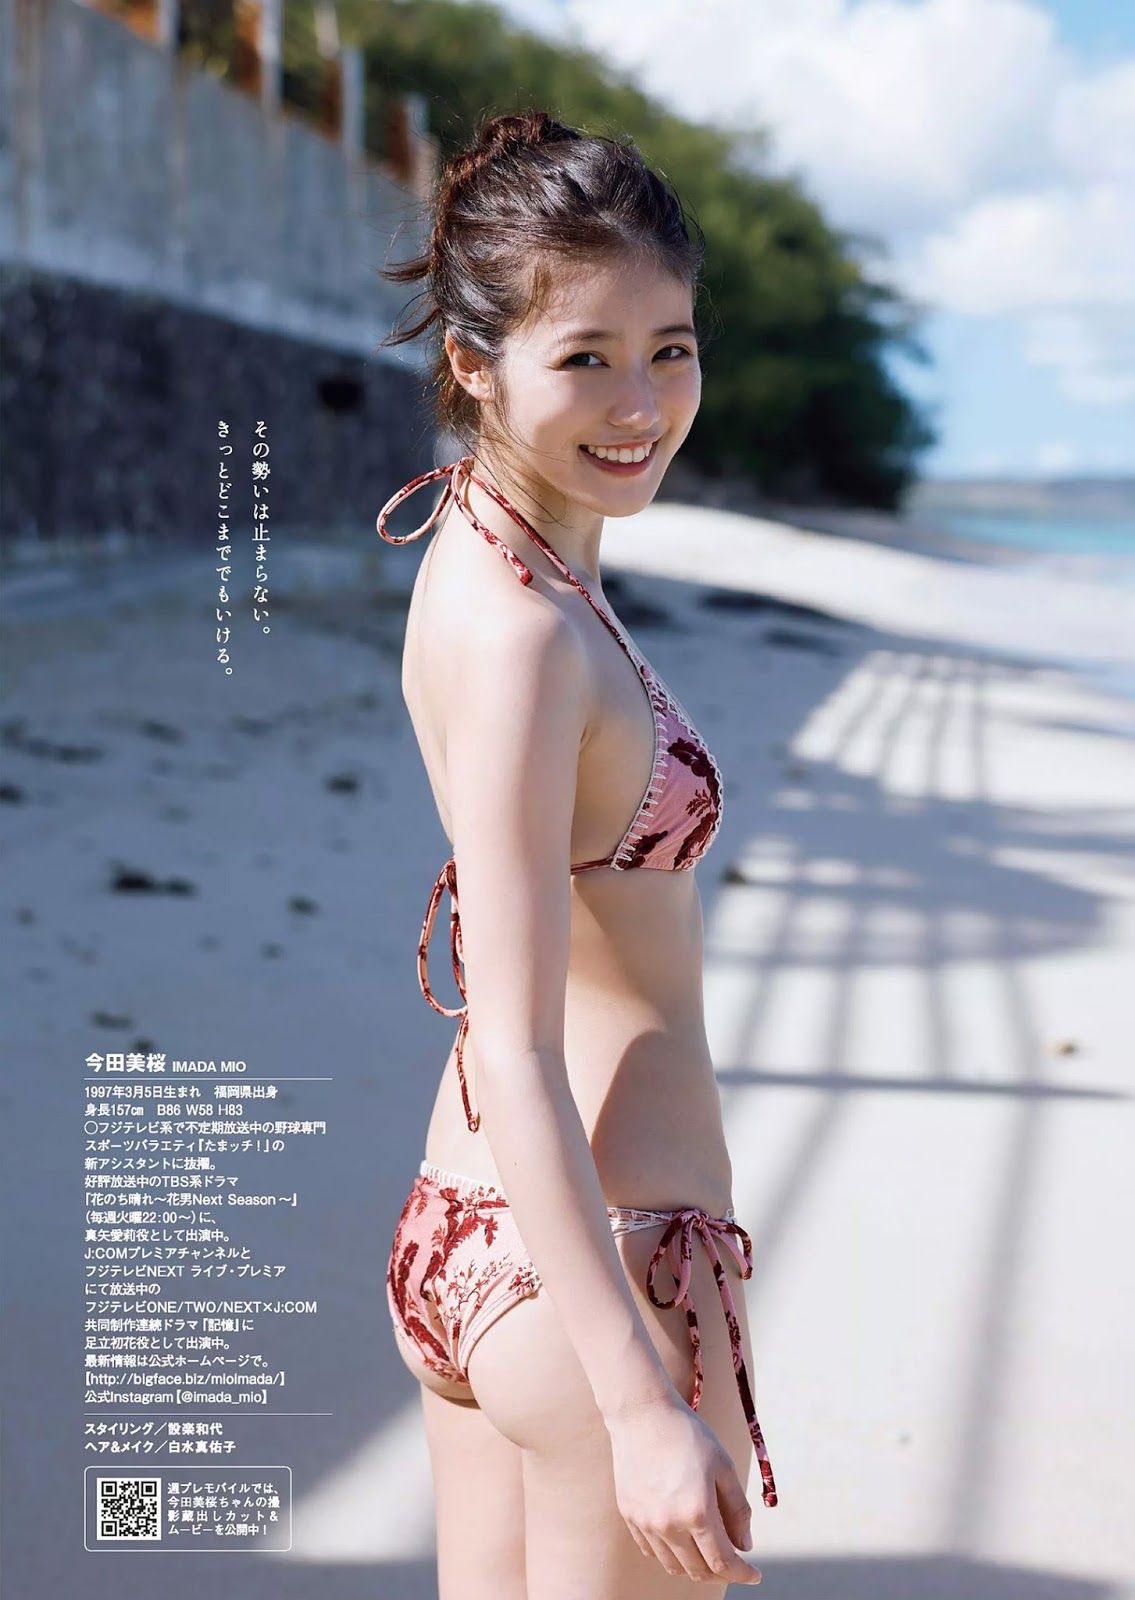 その勢いは止まらない。
きっとどこまででもいける。
今田美桜 IMADA MIO
1997年3月5日生まれ　福岡県出身
身長157㎝　B86 W58 H83
◯フジテレビ系で不定期放送中の野球専門
スポーツバラエティ『たまッチ！』の
新アシスタントに抜擢。
好評放送中のTBS系ドラマ
『花のち晴れ〜花男Next Season〜』
（毎週火曜22:00〜）に、
真矢愛莉役として出演中。
J:COMプレミアチャンネルと
フジテレビNEXT ライブ・プレミア
にて放送中の
フジテレビONE/TWO/NEXT×J:COM
共同制作連続ドラマ『記憶』に
足立初花役として出演中。
最新情報は公式ホームページで。
【http://bigface.biz/mioimada/】
公式Instagram【@imada_mio】
スタイリング／設楽和代
ヘア&メイク／白水真佑子
週プレモバイルでは、
今田美桜ちゃんの撮
影蔵出しカット＆
ムービーを公開中！